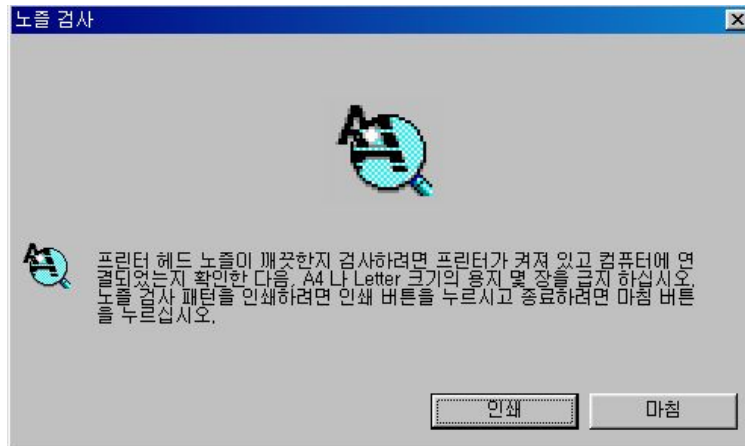 노즐 검사
프린터 헤드 노즐이 깨끗한지 검사하려면 프린터가 켜져 있고 컴퓨터에 연
결되었는지 확인한 다음, A4 나 Letter 크기의 용지 몇 장을 급지 하십시오.
노즐 검사 패턴을 인쇄하려면 인쇄 버튼을 누르시고 종료하려면 마침 버튼
을 누르십시오.
인쇄 마침